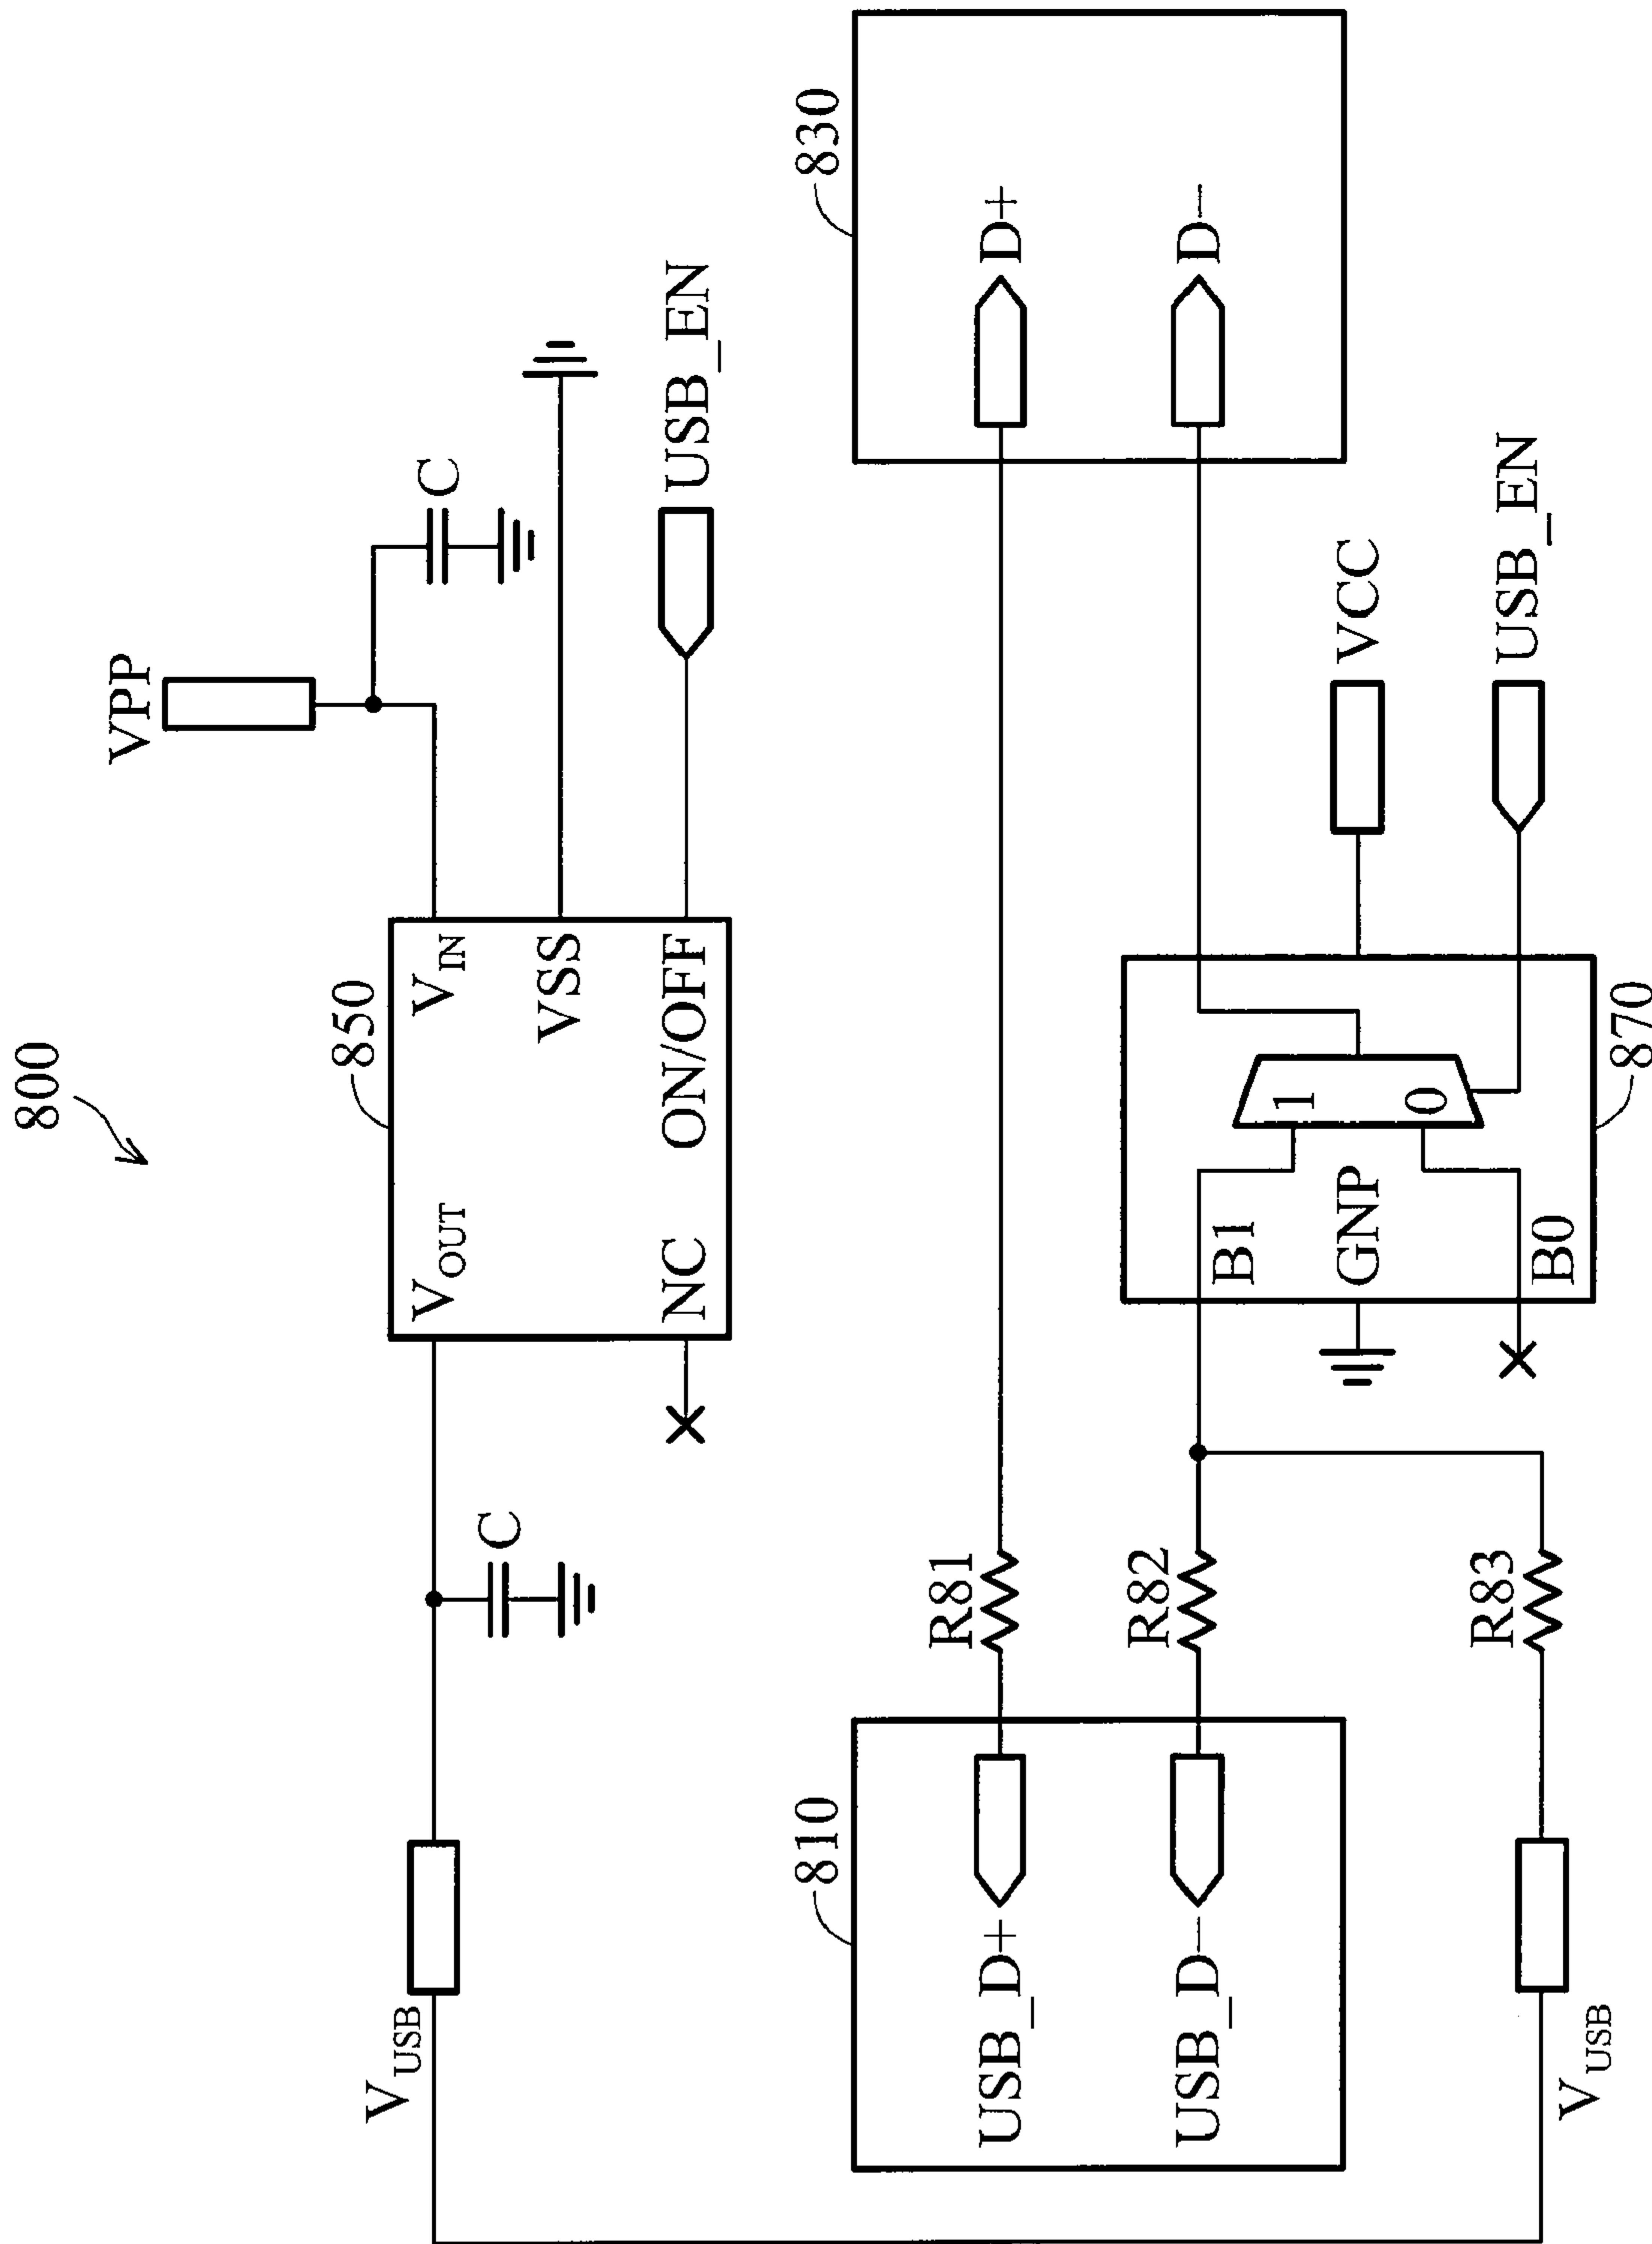 800
VPP
C
850
V_OUT V_IN
VSS
NC ON/OFF
USB_EN
C
V_USB
810
USB_D+
USB_D−
R81
R82
R83
V_USB
830
D+
D−
B1
GNP
B0
1
0
870
VCC
USB_EN